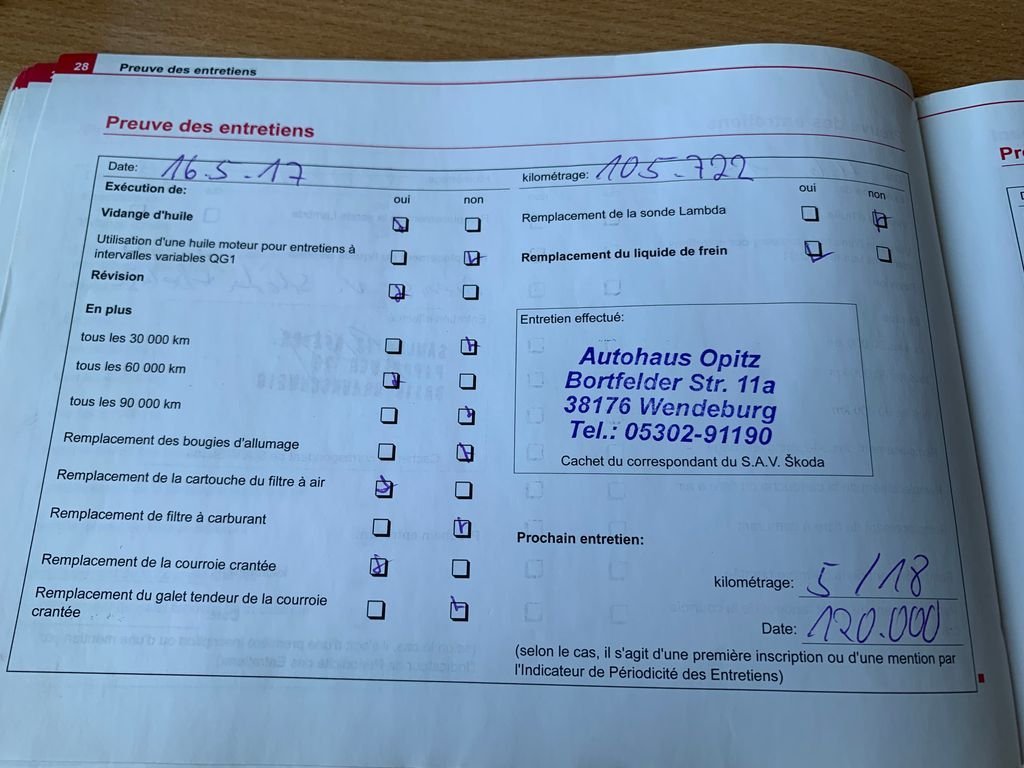 28 Preuve des entretiens
Preuve des entretiens
Date: 16.5.17
Exécution de:
oui non
Vidange d'huile
Utilisation d'une huile moteur pour entretiens à
intervalles variables QG1
Révision
En plus
tous les 30 000 km
tous les 60 000 km
tous les 90 000 km
Remplacement des bougies d'allumage
Remplacement de la cartouche du filtre à air
Remplacement de filtre à carburant
Remplacement de la courroie crantée
Remplacement du galet tendeur de la courroie
crantée
kilométrage: 105.722
oui non
Remplacement de la sonde Lambda
Remplacement du liquide de frein
Entretien effectué:
Autohaus Opitz
Bortfelder Str. 11a
38176 Wendeburg
Tel.: 05302-91190
Cachet du correspondant du S.A.V. Škoda
Prochain entretien:
kilométrage: 5/18
Date: 120.000
(selon le cas, il s'agit d'une première inscription ou d'une mention par
l'Indicateur de Périodicité des Entretiens)
Pr